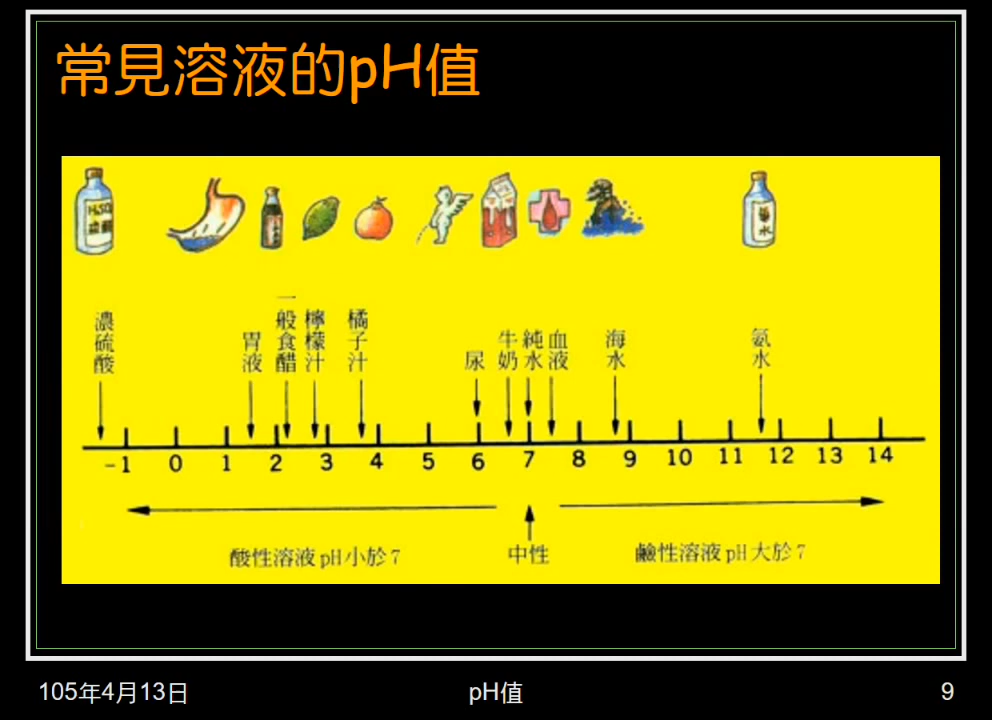 常見溶液的pH值
H₂SO
濃硫酸
胃液
一般食醋
檸檬汁
橘子汁
尿
牛奶
純水
血液
海水
氨水
-1 0 1 2 3 4 5 6 7 8 9 10 11 12 13 14
酸性溶液pH小於7
中性
鹼性溶液pH大於7
105年4月13日
pH值
9